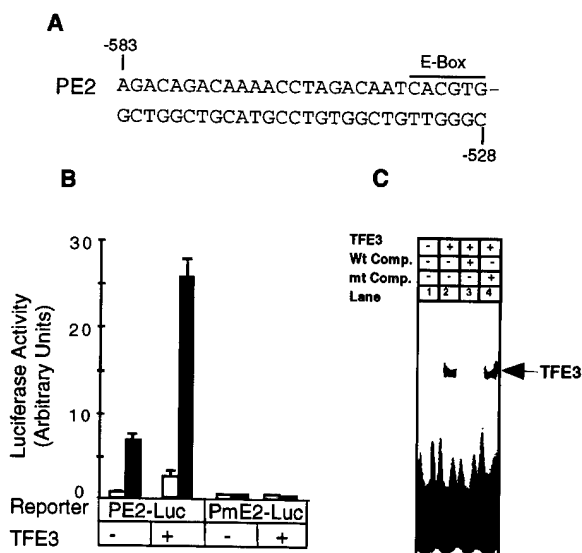 A
-583
E-Box
PE2 AGACAGACAAAACCTAGACAATCACGTG-
GCTGGCTGCATGCCTGTGGCTGTTGGGC
-528
B
Luciferase Activity
(Arbitrary Units)
30
20
10
0
Reporter PE2-Luc PmE2-Luc
TFE3 - + - +
C
TFE3 - + + +
Wt Comp. - - + -
mt Comp. - - - +
Lane 1 2 3 4
TFE3